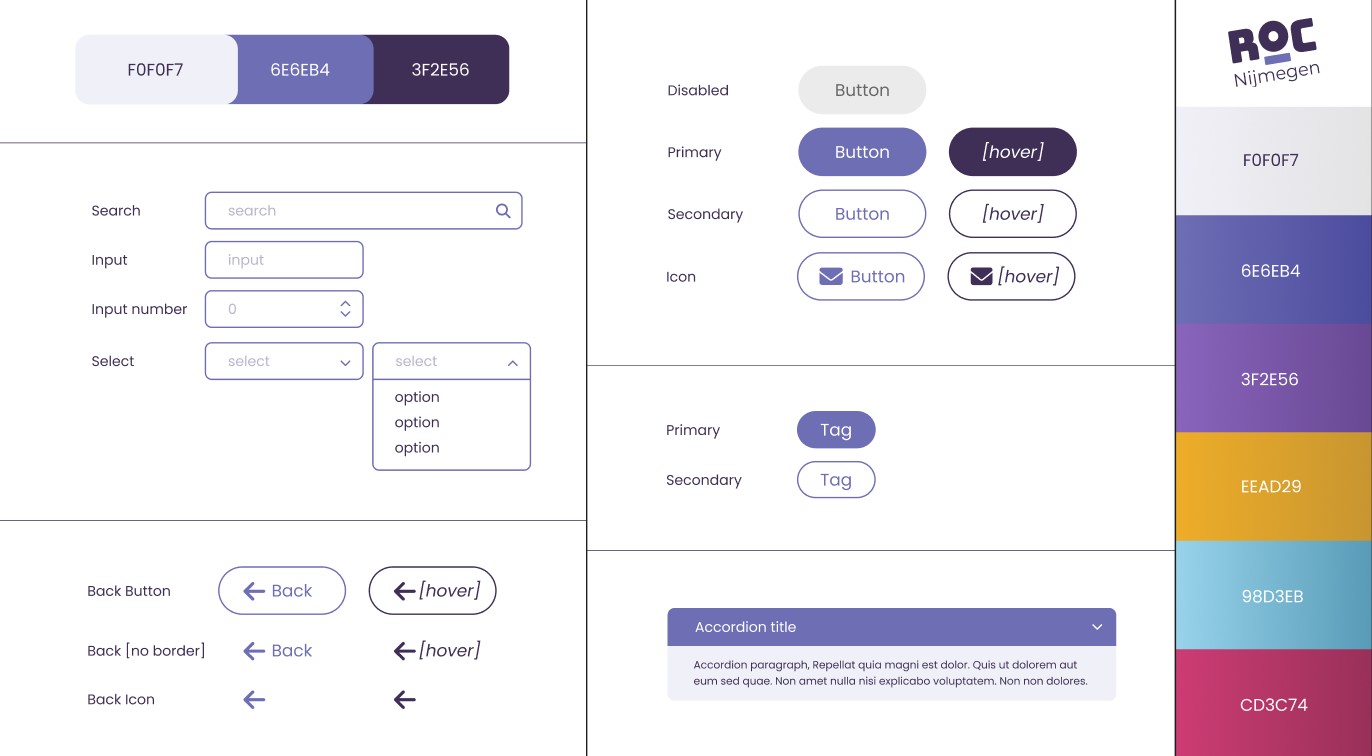 F0F0F7
6E6EB4
3F2E56
Search
search
Input
input
Input number
0
Select
select
select
option
option
option
Back Button
Back
[hover]
Back [no border]
Back
[hover]
Back Icon
Disabled
Button
Primary
Button
[hover]
Secondary
Button
[hover]
Icon
Button
[hover]
Primary
Tag
Secondary
Tag
Accordion title
Accordion paragraph, Repellat quia magni est dolor. Quis ut dolorem aut
eum sed quae. Non amet nulla nisi explicabo voluptatem. Non non dolores.
ROC
Nijmegen
F0F0F7
6E6EB4
3F2E56
EEAD29
98D3EB
CD3C74